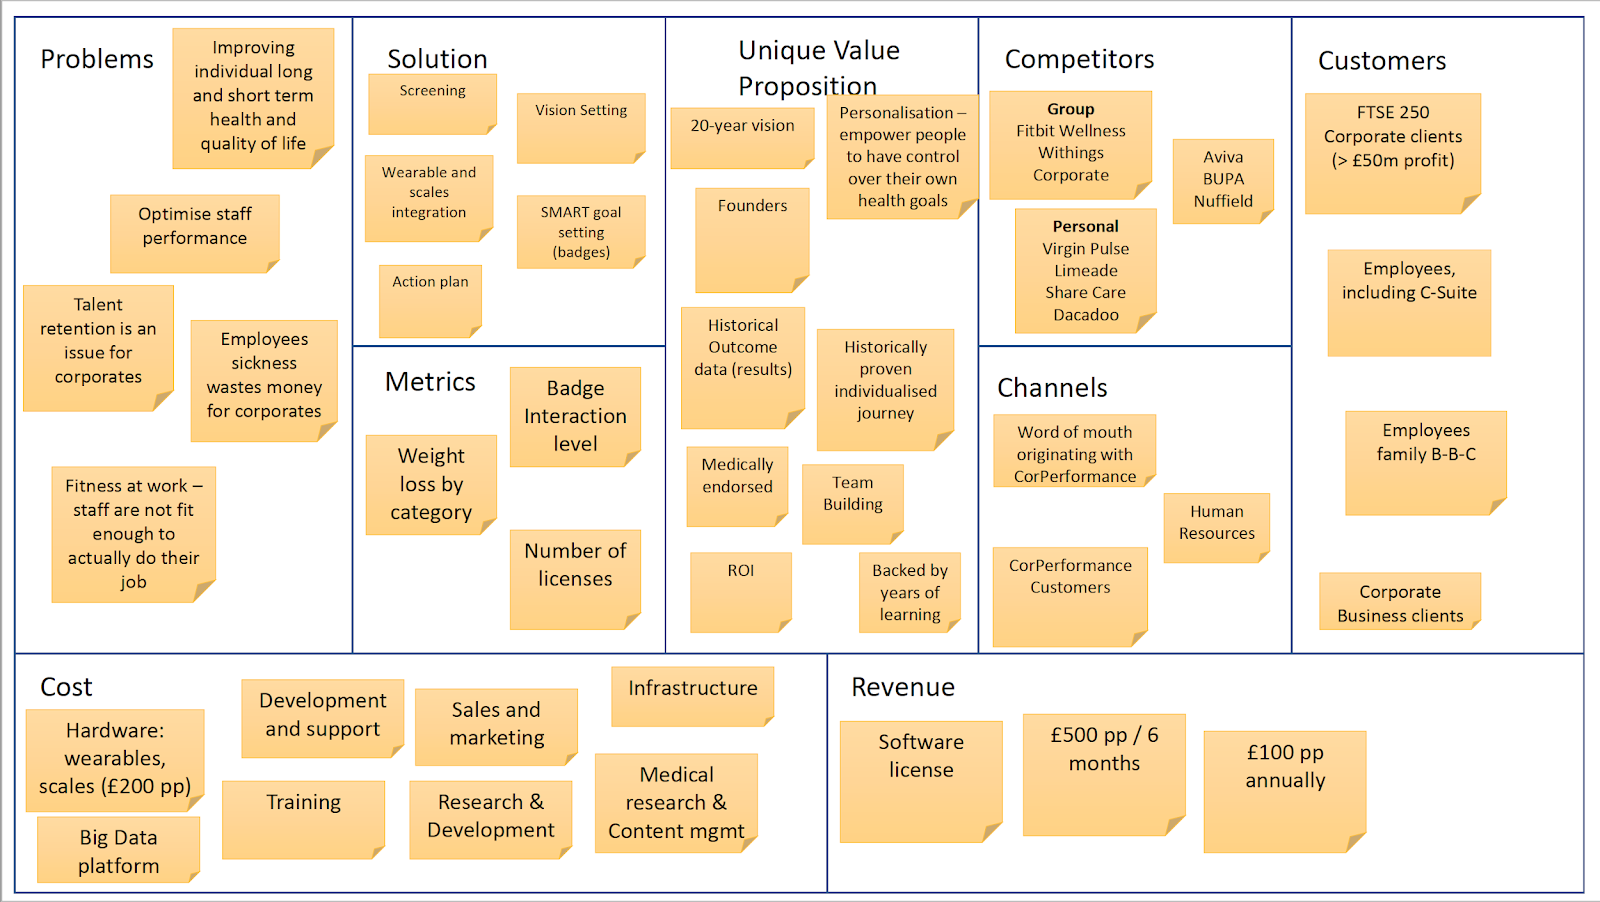 Problems
Improving
individual long
and short term
health and
quality of life
Optimise staff
performance
Talent
retention is an
issue for
corporates
Employees
sickness
wastes money
for corporates
Fitness at work –
staff are not fit
enough to
actually do their
job
Solution
Screening
Vision Setting
Wearable and
scales
integration
SMART goal
setting
(badges)
Action plan
Metrics
Badge
Interaction
level
Weight
loss by
category
Number of
licenses
Unique Value
Proposition
20-year vision
Personalisation –
empower people
to have control
over their own
health goals
Founders
Historical
Outcome
data (results)
Historically
proven
individualised
journey
Medically
endorsed
Team
Building
ROI
Backed by
years of
learning
Competitors
Group
Fitbit Wellness
Withings
Corporate
Aviva
BUPA
Nuffield
Personal
Virgin Pulse
Limeade
Share Care
Dacadoo
Channels
Word of mouth
originating with
CorPerformance
Human
Resources
CorPerformance
Customers
Customers
FTSE 250
Corporate clients
(> £50m profit)
Employees,
including C-Suite
Employees
family B-B-C
Corporate
Business clients
Cost
Hardware:
wearables,
scales (£200 pp)
Development
and support
Sales and
marketing
Infrastructure
Big Data
platform
Training
Research &
Development
Medical
research &
Content mgmt
Revenue
Software
license
£500 pp / 6
months
£100 pp
annually